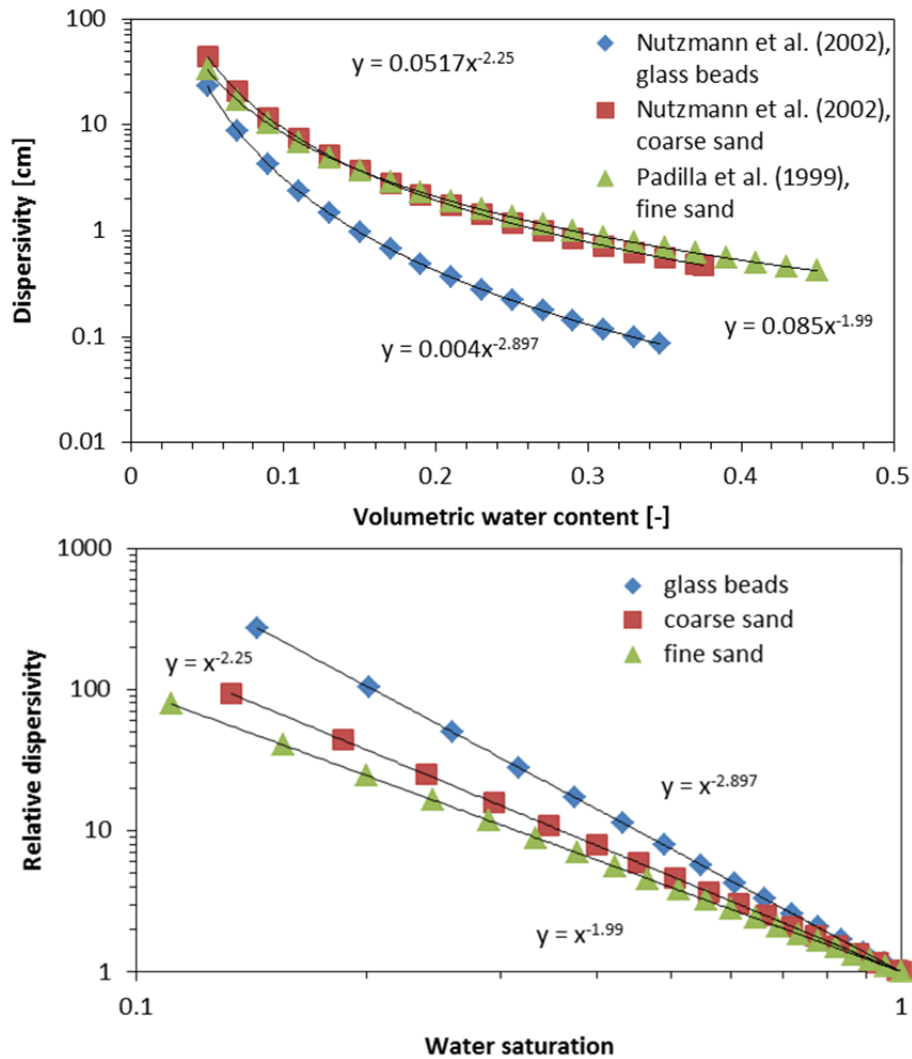 100
10
1
0.1
0.01
Dispersivity [cm]
y = 0.0517x-2.25
Nutzmann et al. (2002),
glass beads
Nutzmann et al. (2002),
coarse sand
Padilla et al. (1999),
fine sand
y = 0.004x-2.897
y = 0.085x-1.99
0 0.1 0.2 0.3 0.4 0.5
Volumetric water content [-]
1000
100
10
1
Relative dispersivity
glass beads
coarse sand
fine sand
y = x-2.25
y = x-2.897
y = x-1.99
0.1 1
Water saturation